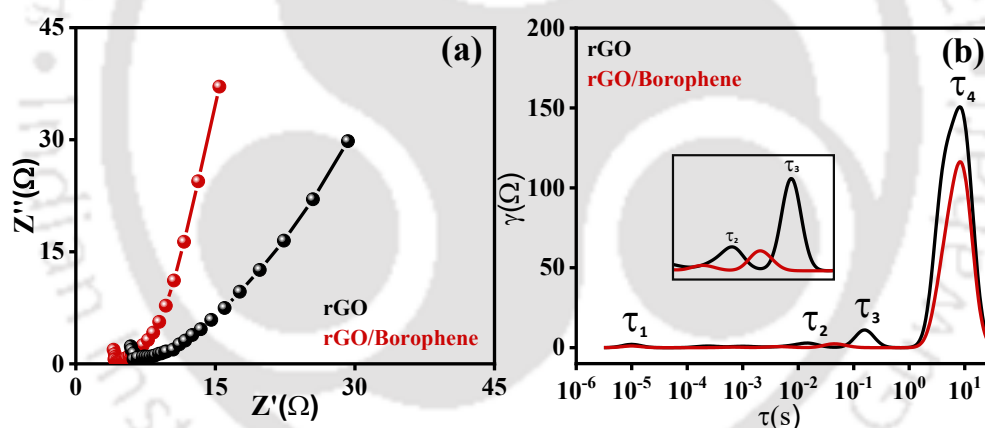 (a)
rGO
rGO/Borophene
Z''(Ω)
45
30
15
0
0 15 30 45
Z'(Ω)
(b)
rGO
rGO/Borophene
γ(Ω)
200
150
100
50
0
τ₁
τ₂
τ₃
τ₄
τ₂
τ₃
10⁻⁶ 10⁻⁵ 10⁻⁴ 10⁻³ 10⁻² 10⁻¹ 10⁰ 10¹
τ(s)
Indian Inst